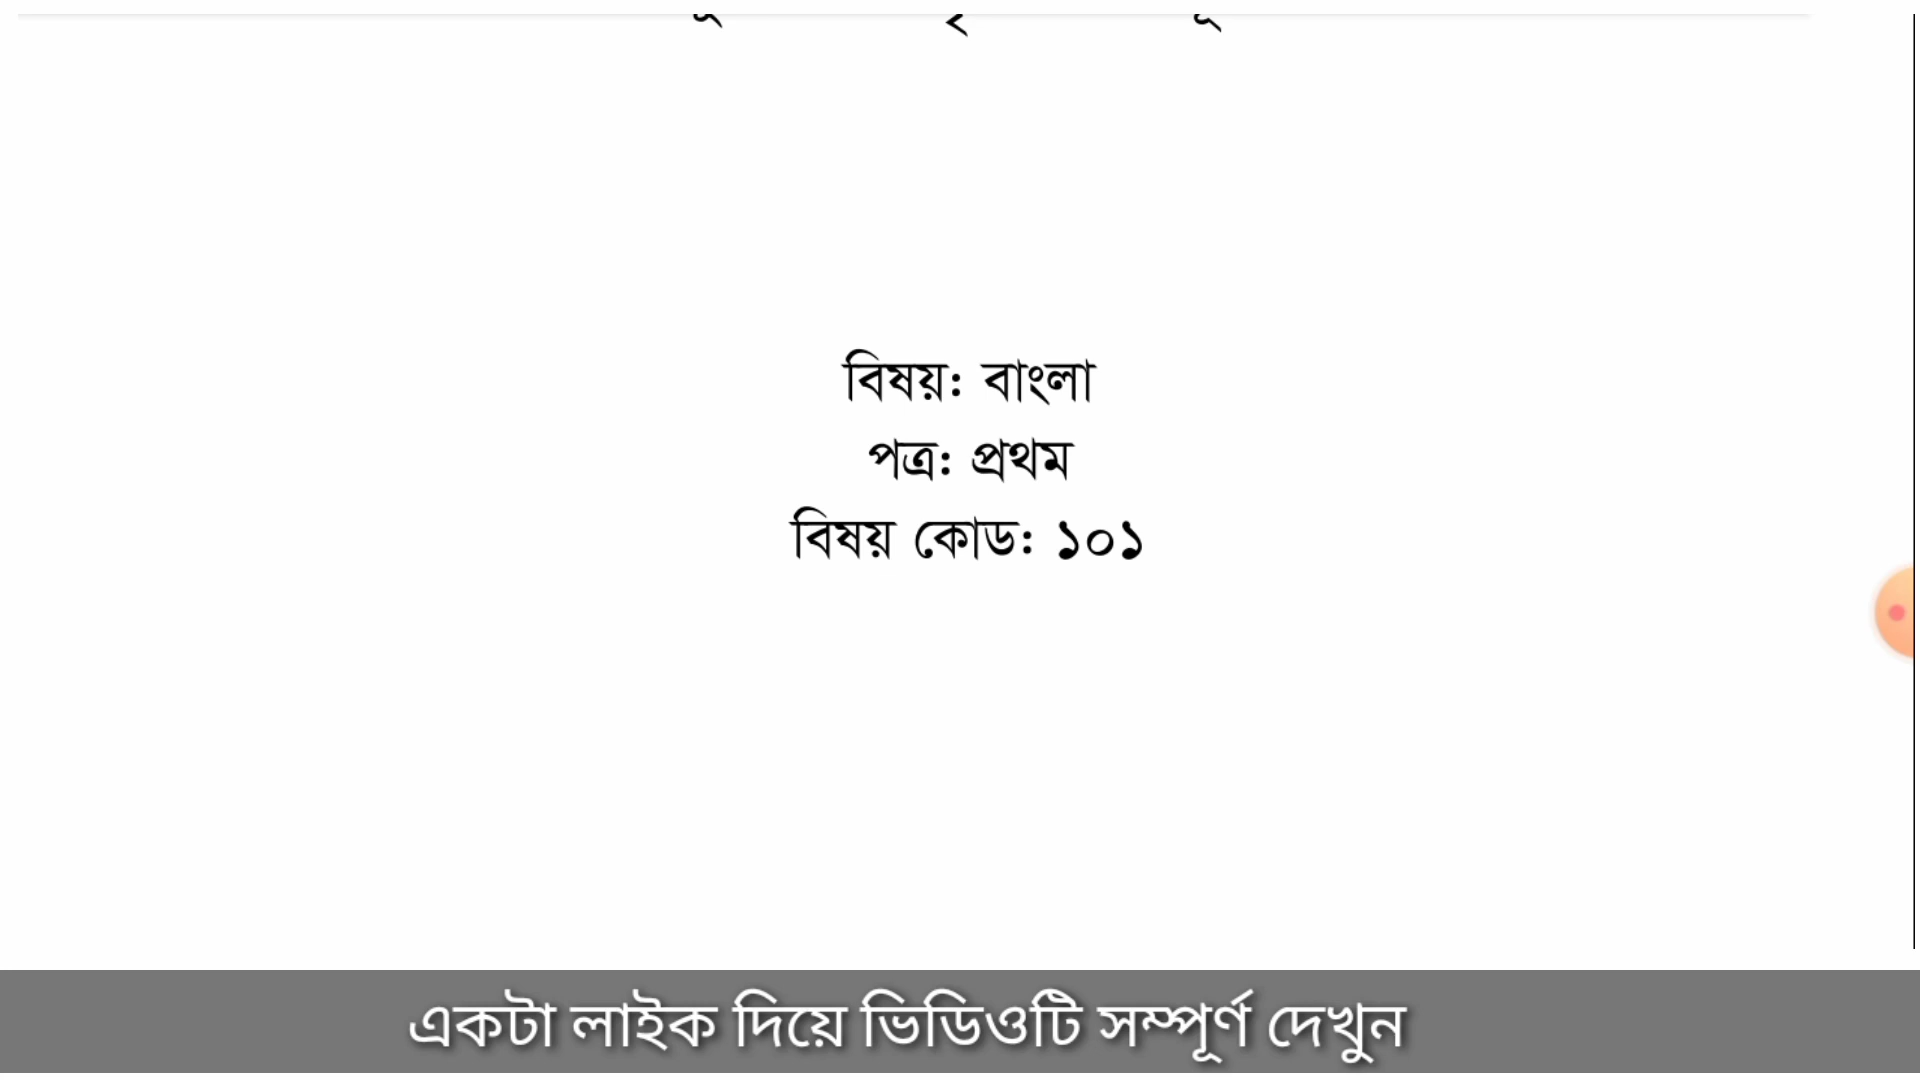 বিষয়: বাংলা
পত্র: প্রথম
বিষয় কোড: ১০১
একটা লাইক দিয়ে ভিডিওটি সম্পূর্ণ দেখুন